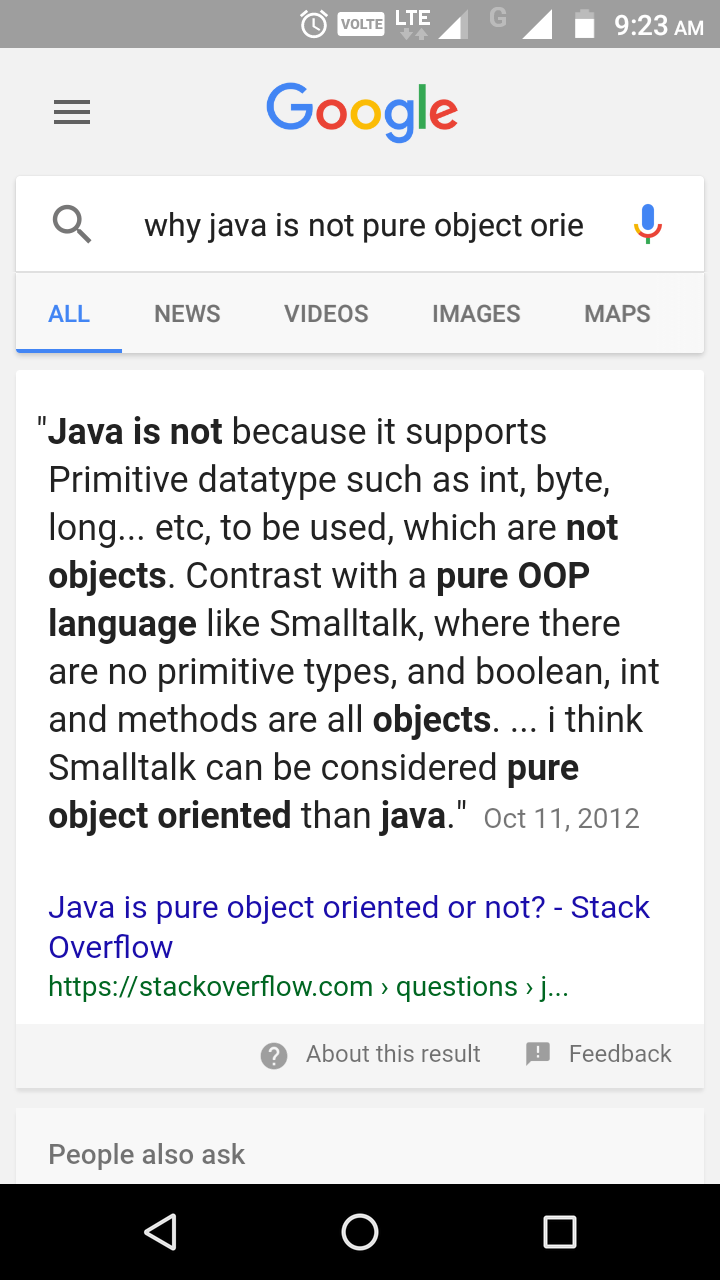 VOLTE LTE G 9:23 AM
Google
why java is not pure object orie
ALL NEWS VIDEOS IMAGES MAPS
"Java is not because it supports
Primitive datatype such as int, byte,
long... etc, to be used, which are not
objects. Contrast with a pure OOP
language like Smalltalk, where there
are no primitive types, and boolean, int
and methods are all objects. ... i think
Smalltalk can be considered pure
object oriented than java." Oct 11, 2012
Java is pure object oriented or not? - Stack
Overflow
https://stackoverflow.com › questions › j...
About this result Feedback
People also ask